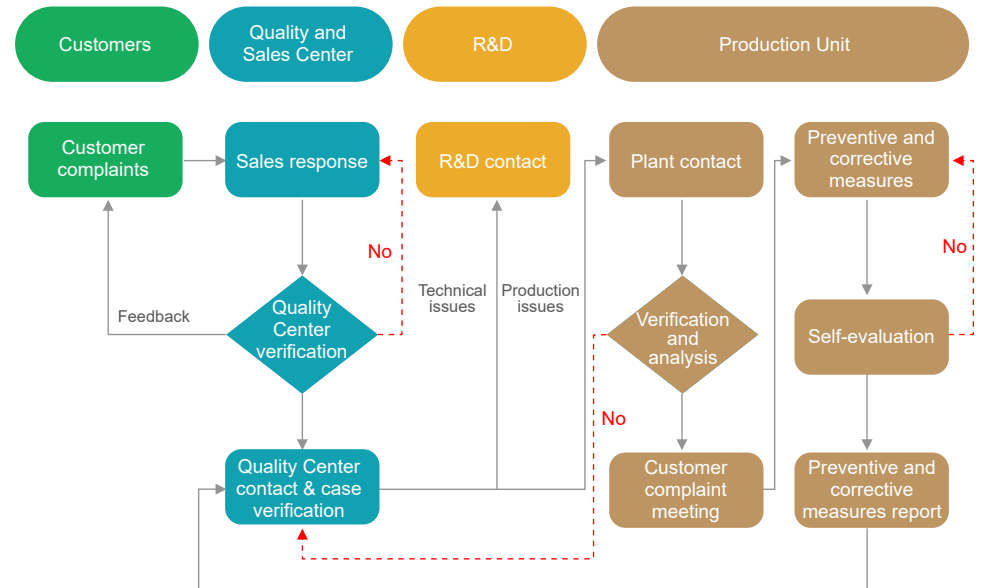 Customers
Quality and
Sales Center
R&D
Production Unit
Customer
complaints
Sales response
R&D contact
Plant contact
Preventive and
corrective
measures
No
No
Technical
issues
Production
issues
Feedback
Quality
Center
verification
Verification
and
analysis
Self-evaluation
No
Quality Center
contact & case
verification
Customer
complaint
meeting
Preventive and
corrective
measures report